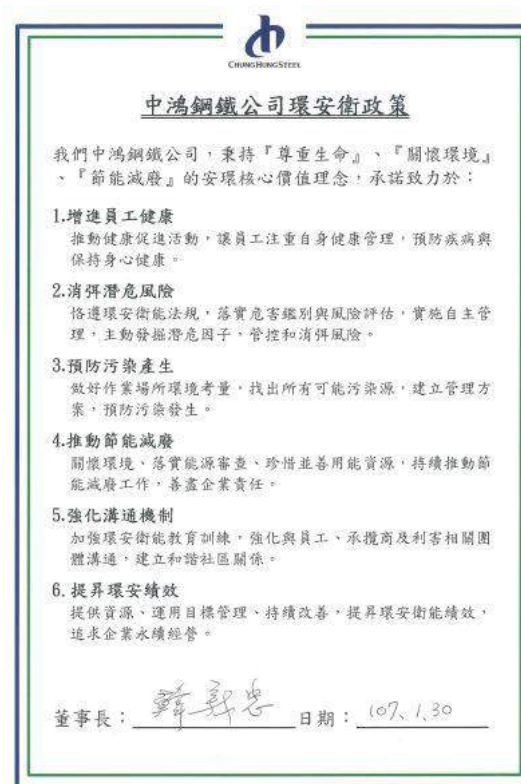 CHUNG HUNG STEEL
中鴻鋼鐵公司環安衛政策
我們中鴻鋼鐵公司，秉持『尊重生命』、『關懷環境』
、『節能減廢』的安環核心價值理念，承諾致力於：
1.增進員工健康
推動健康促進活動，讓員工注重自身健康管理，預防疾病與
保持身心健康。
2.消弭潛危風險
恪遵環安衛能法規，落實危害鑑別與風險評估，實施自主管
理，主動發掘潛危因子、管控和消弭風險。
3.預防污染產生
做好作業場所環境考量，找出所有可能污染源，建立管理方
案，預防污染發生。
4.推動節能減廢
關懷環境、落實能源審查、珍惜並善用能資源，持續推動節
能減廢工作，善盡企業責任。
5.強化溝通機制
加強環安衛能教育訓練，強化與員工、承攬商及利害相關團
體溝通，建立和諧社區關係。
6.提昇環安績效
提供資源、運用目標管理、持續改善，提昇環安衛能績效，
追求企業永續經營。
董事長：韓義忠 日期：107.1.30